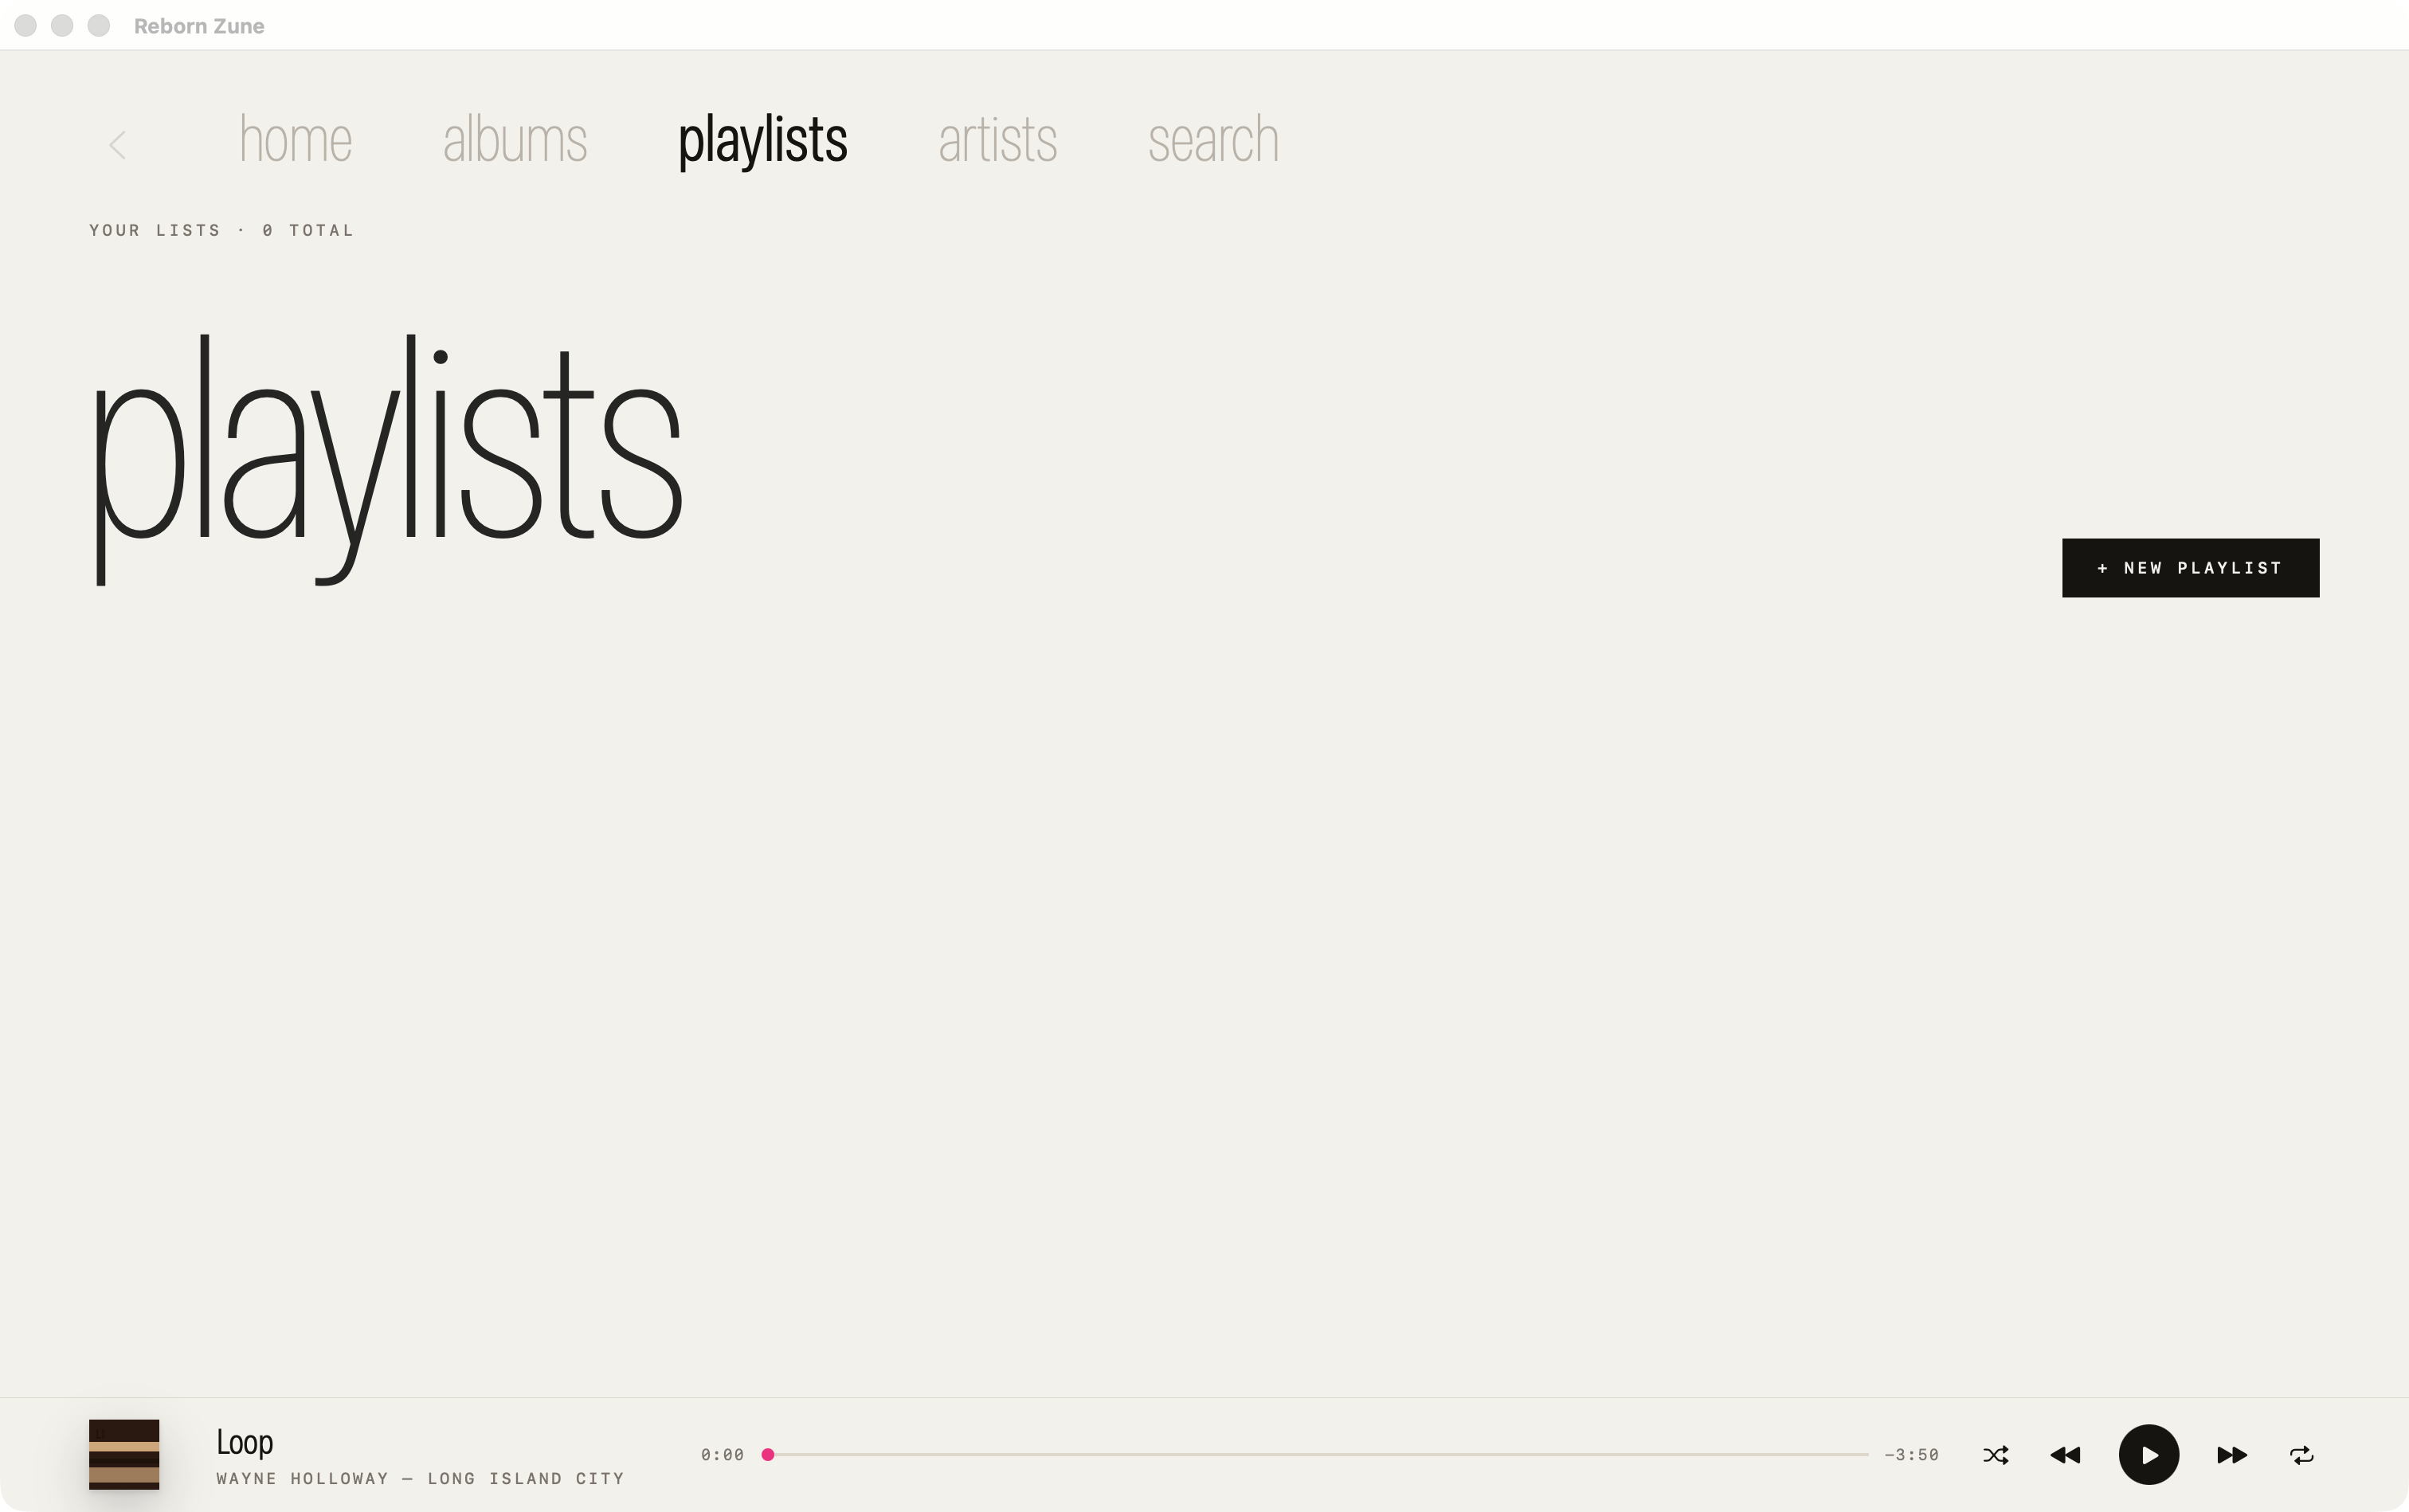 Reborn Zune
home albums playlists artists search
YOUR LISTS · 0 TOTAL
playlists
+ NEW PLAYLIST
Loop
WAYNE HOLLOWAY — LONG ISLAND CITY
0:00
−3:50